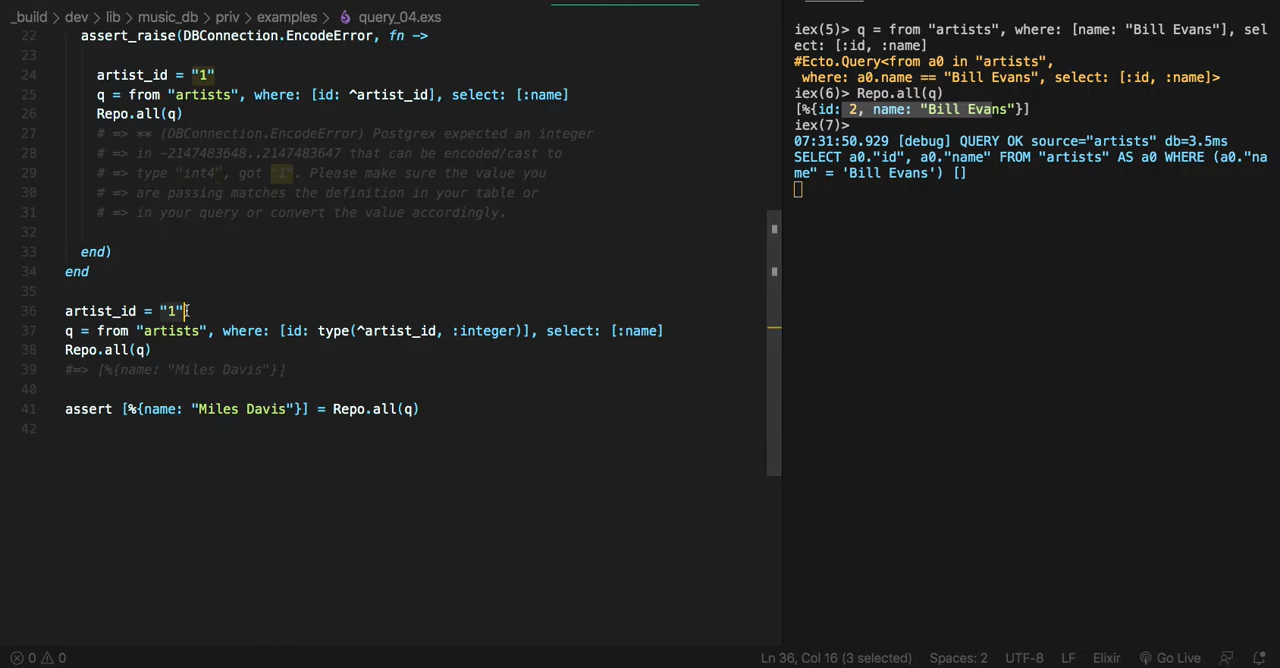 _build > dev > lib > music_db > priv > examples > query_04.exs
22 assert_raise(DBConnection.EncodeError, fn ->
23
24 artist_id = "1"
25 q = from "artists", where: [id: ^artist_id], select: [:name]
26 Repo.all(q)
27 # => ** (DBConnection.EncodeError) Postgrex expected an integer
28 # => in -2147483648..2147483647 that can be encoded/cast to
29 # => type "int4", got "1". Please make sure the value you
30 # => are passing matches the definition in your table or
31 # => in your query or convert the value accordingly.
32
33 end)
34 end
35
36 artist_id = "1"
37 q = from "artists", where: [id: type(^artist_id, :integer)], select: [:name]
38 Repo.all(q)
39 #=> [%{name: "Miles Davis"}]
40
41 assert [%{name: "Miles Davis"}] = Repo.all(q)
42
iex(5)> q = from "artists", where: [name: "Bill Evans"], sel
ect: [:id, :name]
#Ecto.Query<from a0 in "artists",
where: a0.name == "Bill Evans", select: [:id, :name]>
iex(6)> Repo.all(q)
[%{id: 2, name: "Bill Evans"}]
iex(7)>
07:31:50.929 [debug] QUERY OK source="artists" db=3.5ms
SELECT a0."id", a0."name" FROM "artists" AS a0 WHERE (a0."na
me" = 'Bill Evans') []
0 0 Ln 36, Col 16 (3 selected) Spaces: 2 UTF-8 LF Elixir Go Live